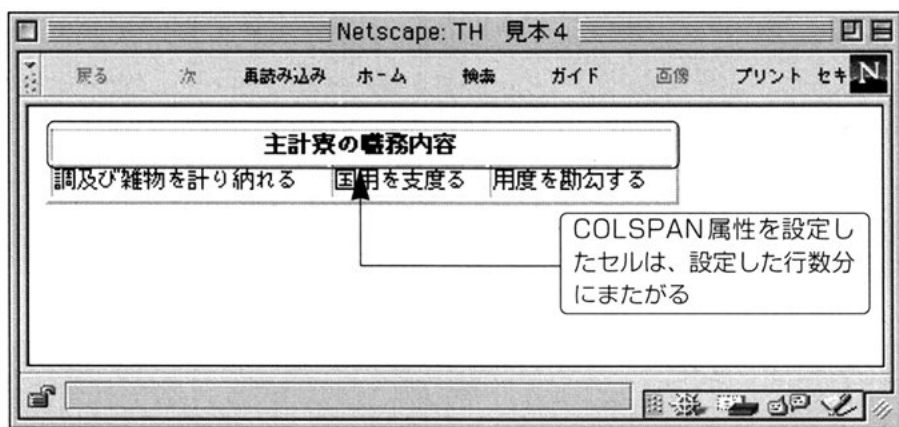 Netscape: TH 見本4
戻る 次 再読み込み ホーム 検索 ガイド 画像 プリント セキ N
主計寮の職務内容
調及び雑物を計り納れる 国用を支度る 用度を勘勾する
COLSPAN属性を設定し
たセルは、設定した行数分
にまたがる